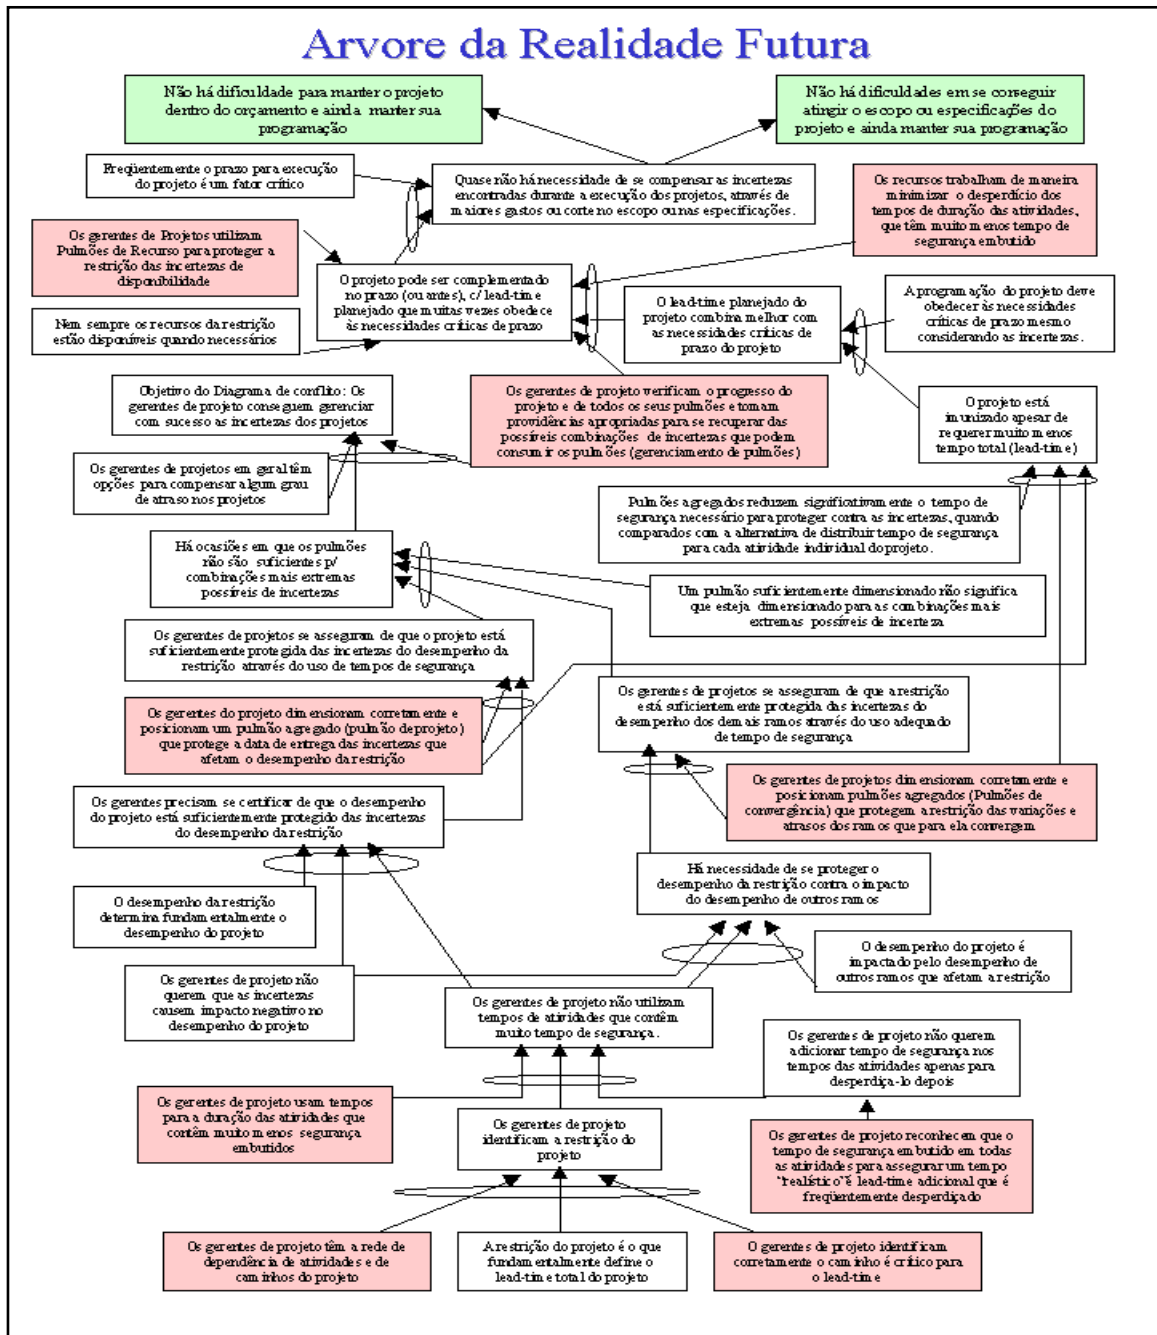 Arvore da Realidade Futura
Não há dificuldade para manter o projeto
dentro do orçamento e ainda manter sua
programação
Não há dificuldades em se conseguir
atingir o escopo ou especificações do
projeto e ainda manter sua programação
Freqüentemente o prazo para execução
do projeto é um fator crítico
Quase não há necessidade de se compensar as incertezas
encontradas durante a execução dos projetos, através de
maiores gastos ou corte no escopo ou nas especificações.
Os recursos trabalham de maneira
minimizar o desperdício dos
tempos de duração das atividades,
que têm muito menos tempo de
segurança embutido
Os gerentes de Projetos utilizam
Pulmões de Recurso para proteger a
restrição das incertezas de
disponibilidade
O projeto pode ser complementado
no prazo (ou antes), c/ lead-time
planejado que muitas vezes obedece
às necessidades críticas de prazo
O lead-time planejado do
projeto combina melhor com
as necessidades críticas de
prazo do projeto
A programação do projeto deve
obedecer às necessidades
críticas de prazo mesmo
considerando as incertezas.
Nem sempre os recursos da restrição
estão disponíveis quando necessários
Objetivo do Diagrama de conflito: Os
gerentes de projeto conseguem gerenciar
com sucesso as incertezas dos projetos
Os gerentes de projeto verificam o progresso do
projeto e de todos os seus pulmões e tomam
providências apropriadas para se recuperar das
possíveis combinações de incertezas que podem
consumir os pulmões (gerenciamento de pulmões)
O projeto está
imunizado apesar de
requerer muito menos
tempo total (lead-time)
Os gerentes de projetos em geral têm
opções para compensar algum grau
de atraso nos projetos
Pulmões agregados reduzem significativamente o tempo de
segurança necessário para proteger contra as incertezas, quando
comparados com a alternativa de distribuir tempo de segurança
para cada atividade individual do projeto.
Há ocasiões em que os pulmões
não são suficientes p/
combinações mais extremas
possíveis de incertezas
Um pulmão suficientemente dimensionado não significa
que esteja dimensionado para as combinações mais
extremas possíveis de incerteza
Os gerentes de projetos se asseguram de que o projeto está
suficientemente protegida das incertezas do desempenho da
restrição através do uso de tempos de segurança
Os gerentes de projetos se asseguram de que a restrição
está suficientemente protegida das incertezas do
desempenho dos demais ramos através do uso adequado
de tempo de segurança
Os gerentes do projeto dimensionam corretamente e
posicionam um pulmão agregado (pulmão de projeto)
que protege a data de entrega das incertezas que
afetam o desempenho da restrição
Os gerentes de projetos dimensionam corretamente e
posicionam pulmões agregados (Pulmões de
convergência) que protegem a restrição das variações e
atrasos dos ramos que para ela convergem
Os gerentes precisam se certificar de que o desempenho
do projeto está suficientemente protegido das incertezas
do desempenho da restrição
Há necessidade de se proteger o
desempenho da restrição contra o impacto
do desempenho de outros ramos
O desempenho da restrição
determina fundamentalmente o
desempenho do projeto
O desempenho do projeto é
impactado pelo desempenho de
outros ramos que afetam a restrição
Os gerentes de projeto não
querem que as incertezas
causem impacto negativo no
desempenho do projeto
Os gerentes de projeto não utilizam
tempos de atividades que contêm
muito tempo de segurança.
Os gerentes de projeto não querem
adicionar tempo de segurança nos
tempos das atividades apenas para
desperdiça-lo depois
Os gerentes de projeto usam tempos
para a duração das atividades que
contêm muito menos segurança
embutidos
Os gerentes de projeto
identificam a restrição do
projeto
Os gerentes de projeto reconhecem que o
tempo de segurança embutido em todas
as atividades para assegurar um tempo
“realístico” é lead-time adicional que é
freqüentemente desperdiçado
Os gerentes de projeto têm a rede de
dependência de atividades e de
caminhos do projeto
A restrição do projeto é o que
fundamentalmente define o
lead-time total do projeto
O gerentes de projeto identificam
corretamente o caminho é crítico para
o lead-time